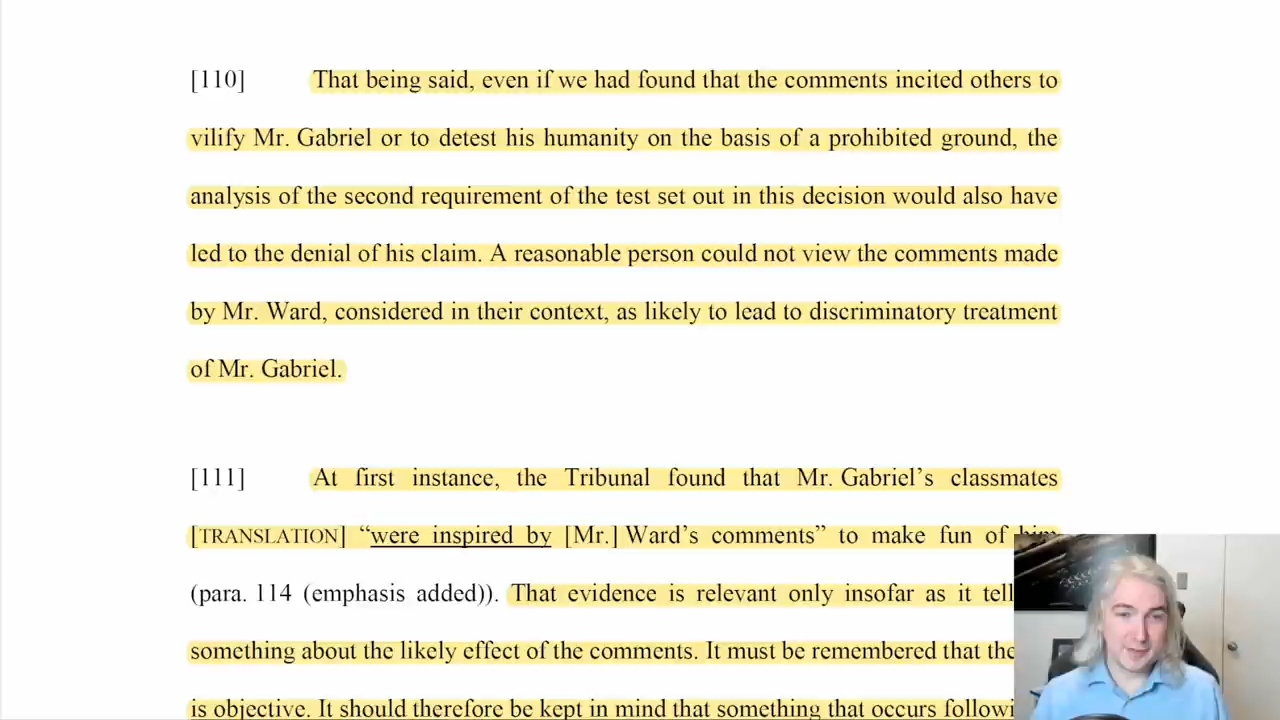 [110] That being said, even if we had found that the comments incited others to
vilify Mr. Gabriel or to detest his humanity on the basis of a prohibited ground, the
analysis of the second requirement of the test set out in this decision would also have
led to the denial of his claim. A reasonable person could not view the comments made
by Mr. Ward, considered in their context, as likely to lead to discriminatory treatment
of Mr. Gabriel.
[111] At first instance, the Tribunal found that Mr. Gabriel’s classmates
[TRANSLATION] “were inspired by [Mr.] Ward’s comments” to make fun of him
(para. 114 (emphasis added)). That evidence is relevant only insofar as it
something about the likely effect of the comments. It must be remembered that
is objective. It should therefore be kept in mind that something that occurs